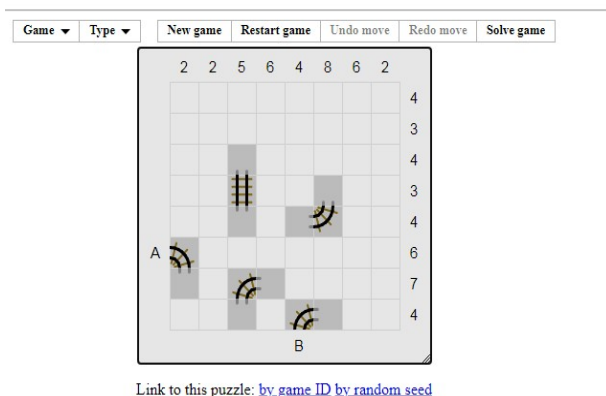 Game ▼ Type ▼ New game Restart game Undo move Redo move Solve game
2 2 5 6 4 8 6 2
4
3
4
3
4
A 6
7
4
B
Link to this puzzle: by game ID by random seed